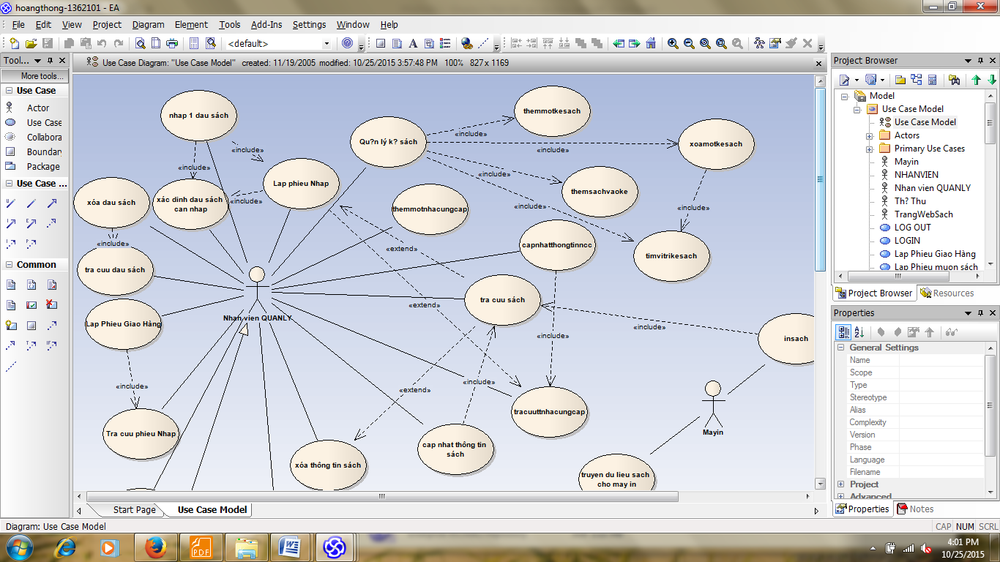 hoangthong-1362101 - EA
File Edit View Project Diagram Element Tools Add-Ins Settings Window Help
<default>
Tool...
More tools...
Use Case
Actor
Use Case
Collabora
Boundary
Package
Use Case ...
Common
Use Case Diagram: "Use Case Model" created: 11/19/2005 modified: 10/25/2015 3:57:48 PM 100% 827 x 1169
nhap 1 dau sách
themmotkesach
«include»
Qu?n lý k? sách
xoamotkesach
«include»
«include»
«include»
Lap phieu Nhap
«include»
themsachvaoke
xóa dau sách
xác dinh dau sách
can nhap
«include»
themmotnhacungcap
«include»
«include»
«include»
capnhatthongtinncc
«extend»
timvitrikesach
tra cuu dau sách
tra cuu sách
«extend»
Nhan vien QUANLY
Lap Phieu Giao Hàng
«include»
«include»
insach
«include»
«include»
«extend»
tracuuttnhacungcap
Mayin
Tra cuu phieu Nhap
cap nhat thông tin
sách
xóa thông tin sách
truyen du lieu sach
cho may in
Project Browser
Model
Use Case Model
Use Case Model
Actors
Primary Use Cases
Mayin
NHANVIEN
Nhan vien QUANLY
Th? Thu
TrangWebSach
LOG OUT
LOGIN
Lap Phieu Giao Hàng
Lap Phieu muon sách
Project Browser Resources
Properties
General Settings
Name
Scope
Type
Stereotype
Alias
Complexity
Version
Phase
Language
Filename
Project
Advanced
Properties Notes
Start Page Use Case Model
Diagram: Use Case Model
CAP NUM SCRL
PDF
4:01 PM
10/25/2015